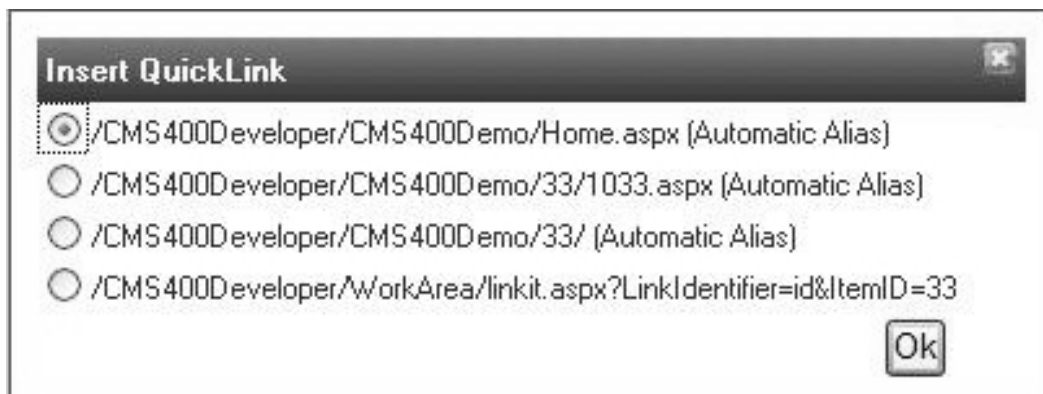 Insert QuickLink
/CMS400Developer/CMS400Demo/Home.aspx (Automatic Alias)
/CMS400Developer/CMS400Demo/33/1033.aspx (Automatic Alias)
/CMS400Developer/CMS400Demo/33/ (Automatic Alias)
/CMS400Developer/WorkArea/linkit.aspx?LinkIdentifier=id&ItemID=33
Ok